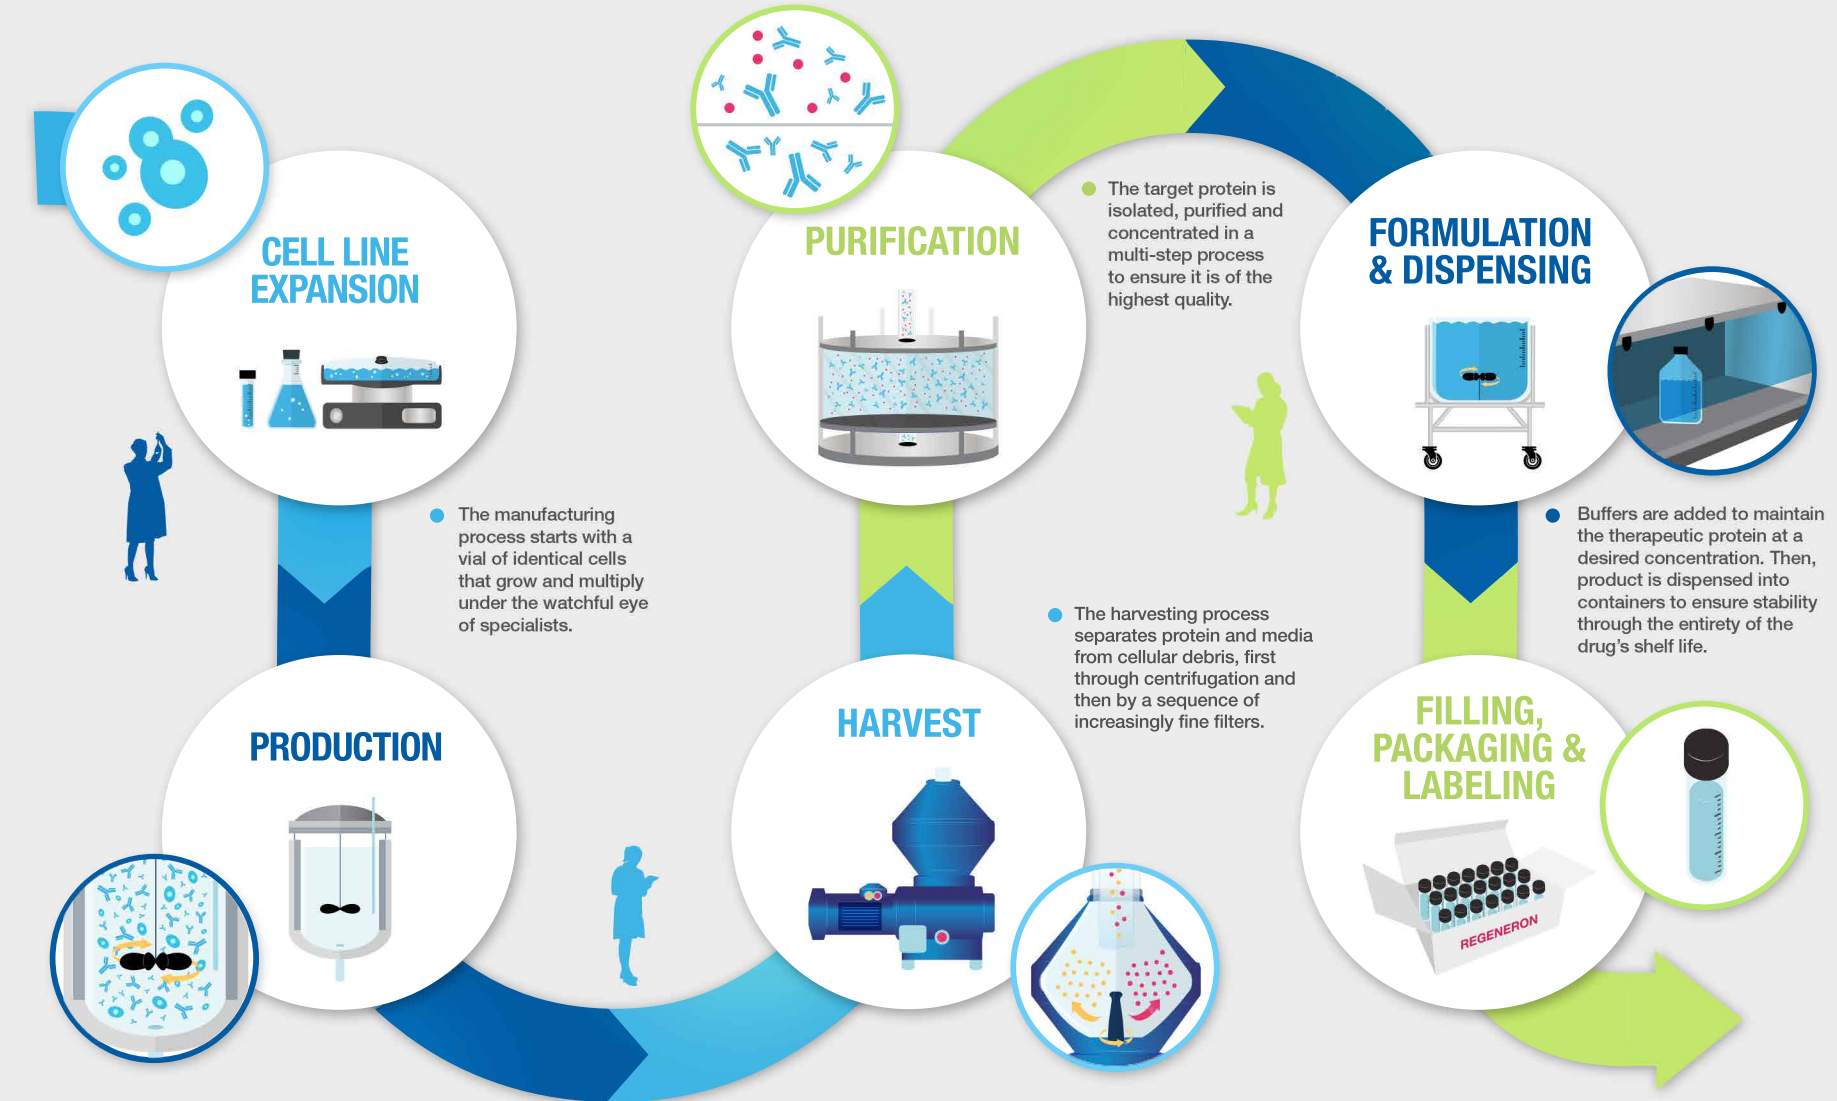 CELL LINE
EXPANSION
The manufacturing
process starts with a
vial of identical cells
that grow and multiply
under the watchful eye
of specialists.
PRODUCTION
HARVEST
The harvesting process
separates protein and media
from cellular debris, first
through centrifugation and
then by a sequence of
increasingly fine filters.
PURIFICATION
The target protein is
isolated, purified and
concentrated in a
multi-step process
to ensure it is of the
highest quality.
FORMULATION
& DISPENSING
Buffers are added to maintain
the therapeutic protein at a
desired concentration. Then,
product is dispensed into
containers to ensure stability
through the entirety of the
drug's shelf life.
FILLING,
PACKAGING &
LABELING
REGENERON